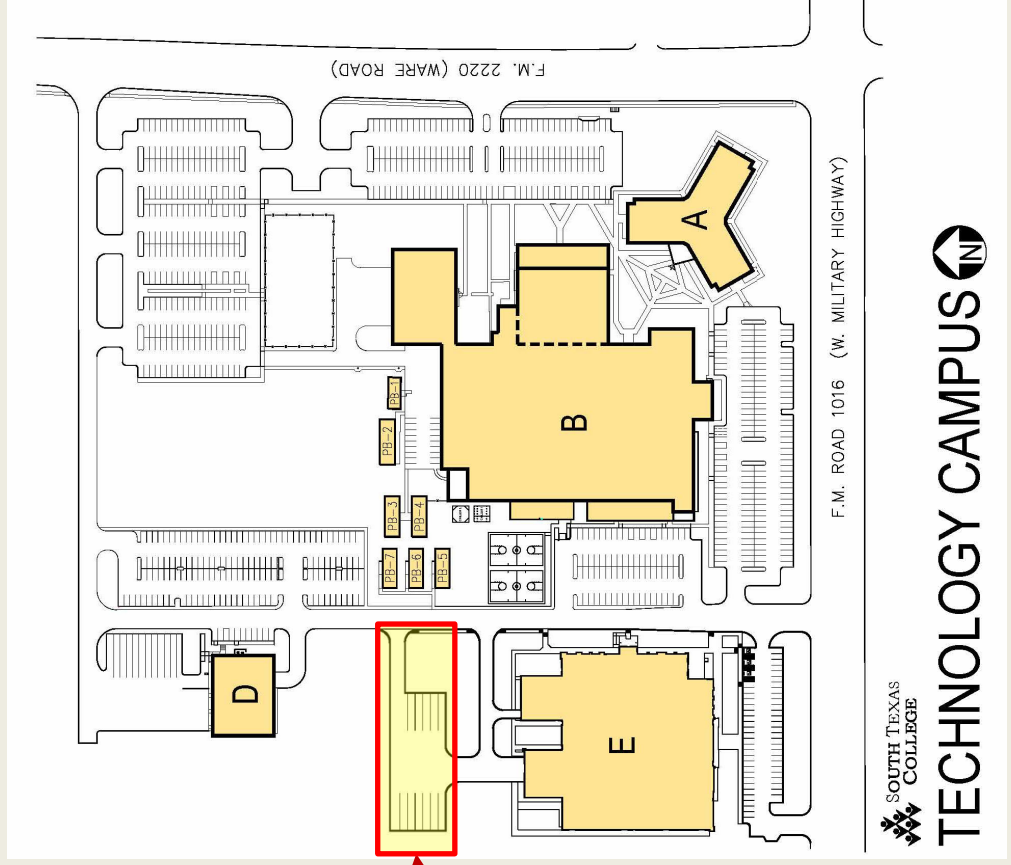 F.M. 2220 (WARE ROAD)
A
F.M. ROAD 1016 (W. MILITARY HIGHWAY)
B
PB-1
PB-2
PB-3
PB-4
PB-7
PB-6
PB-5
D
E
SOUTH TEXAS
COLLEGE
TECHNOLOGY CAMPUS
N